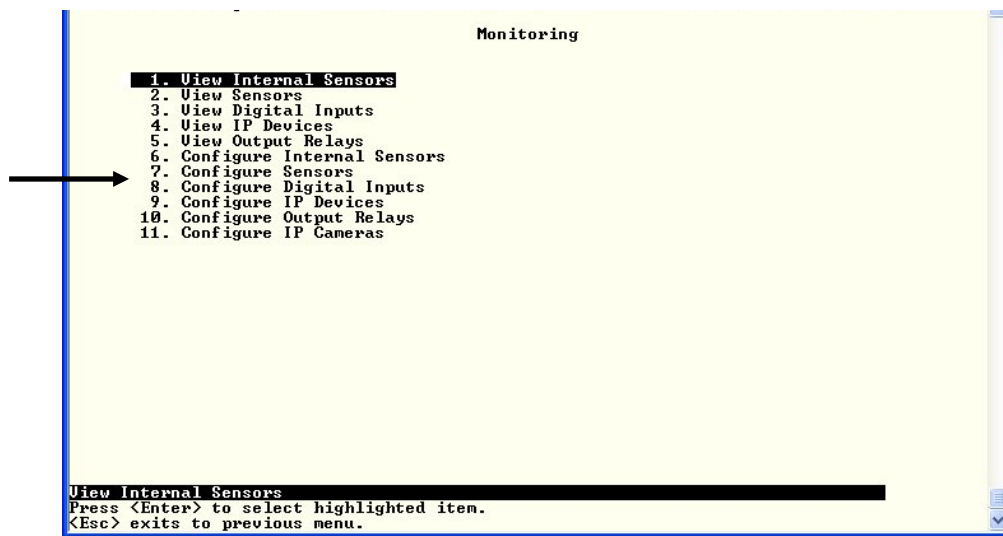 Monitoring
1. View Internal Sensors
2. View Sensors
3. View Digital Inputs
4. View IP Devices
5. View Output Relays
6. Configure Internal Sensors
7. Configure Sensors
8. Configure Digital Inputs
9. Configure IP Devices
10. Configure Output Relays
11. Configure IP Cameras
View Internal Sensors
Press <Enter> to select highlighted item.
<Esc> exits to previous menu.